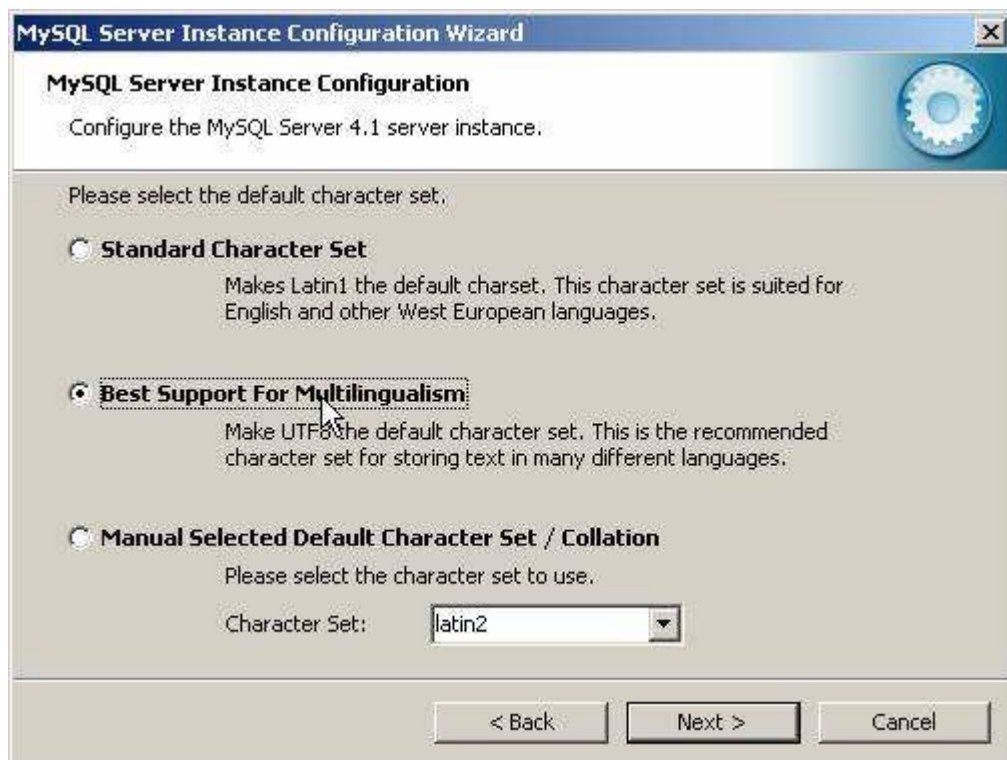 MySQL Server Instance Configuration Wizard
MySQL Server Instance Configuration
Configure the MySQL Server 4.1 server instance.
Please select the default character set.
Standard Character Set
Makes Latin1 the default charset. This character set is suited for
English and other West European languages.
Best Support For Multilingualism
Make UTF8 the default character set. This is the recommended
character set for storing text in many different languages.
Manual Selected Default Character Set / Collation
Please select the character set to use.
Character Set: latin2
< Back Next > Cancel